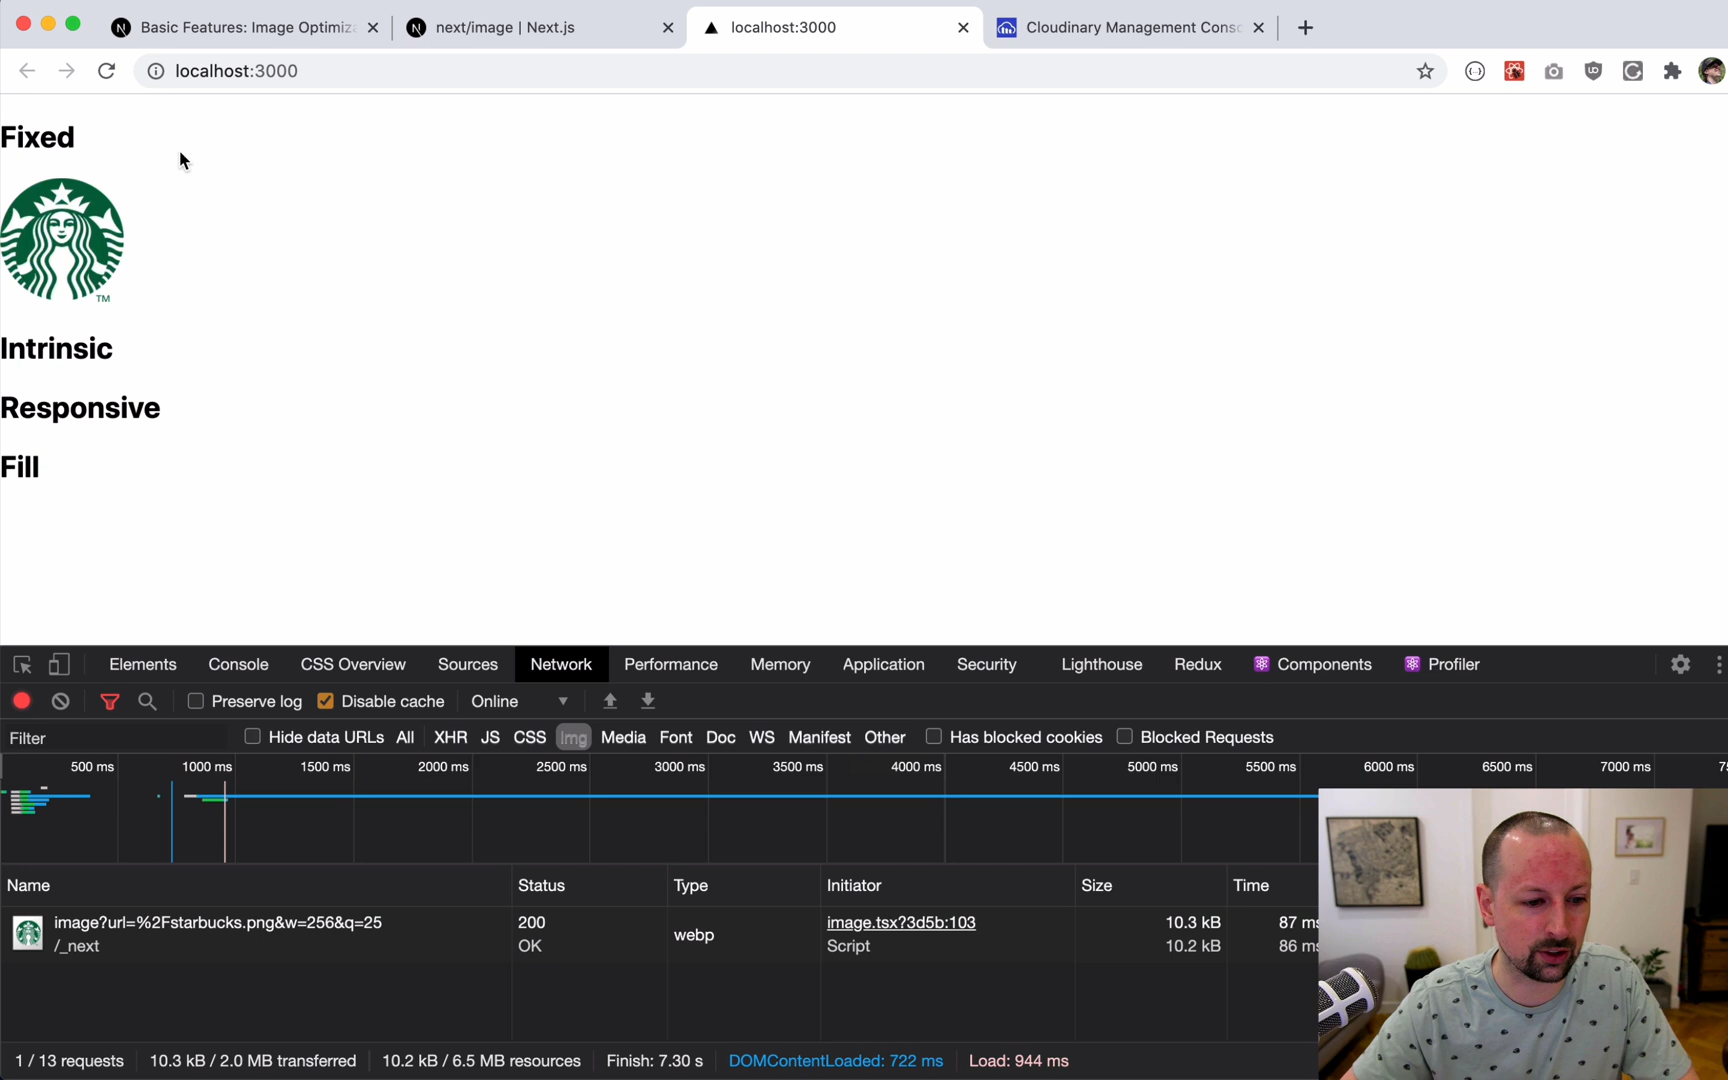 Basic Features: Image Optimiza
next/image | Next.js
localhost:3000
Cloudinary Management Conso
localhost:3000
Fixed
TM
Intrinsic
Responsive
Fill
Elements Console CSS Overview Sources Network Performance Memory Application Security Lighthouse Redux Components Profiler
Preserve log Disable cache Online
Filter Hide data URLs All XHR JS CSS Img Media Font Doc WS Manifest Other Has blocked cookies Blocked Requests
500 ms 1000 ms 1500 ms 2000 ms 2500 ms 3000 ms 3500 ms 4000 ms 4500 ms 5000 ms 5500 ms 6000 ms 6500 ms 7000 ms 75
Name Status Type Initiator Size Time
image?url=%2Fstarbucks.png&w=256&q=25 200 webp image.tsx?3d5b:103 10.3 kB 87 ms
/_next OK Script 10.2 kB 86 ms
1 / 13 requests 10.3 kB / 2.0 MB transferred 10.2 kB / 6.5 MB resources Finish: 7.30 s DOMContentLoaded: 722 ms Load: 944 ms